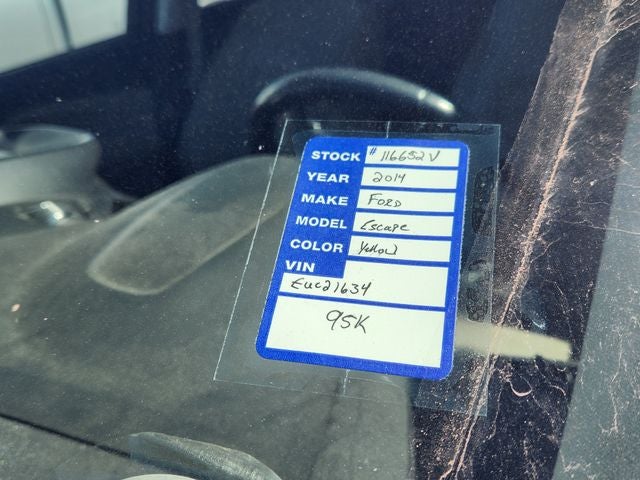 STOCK # 116652V
YEAR 2014
MAKE FORD
MODEL Escape
COLOR Yellow
VIN
EUC21634
95K